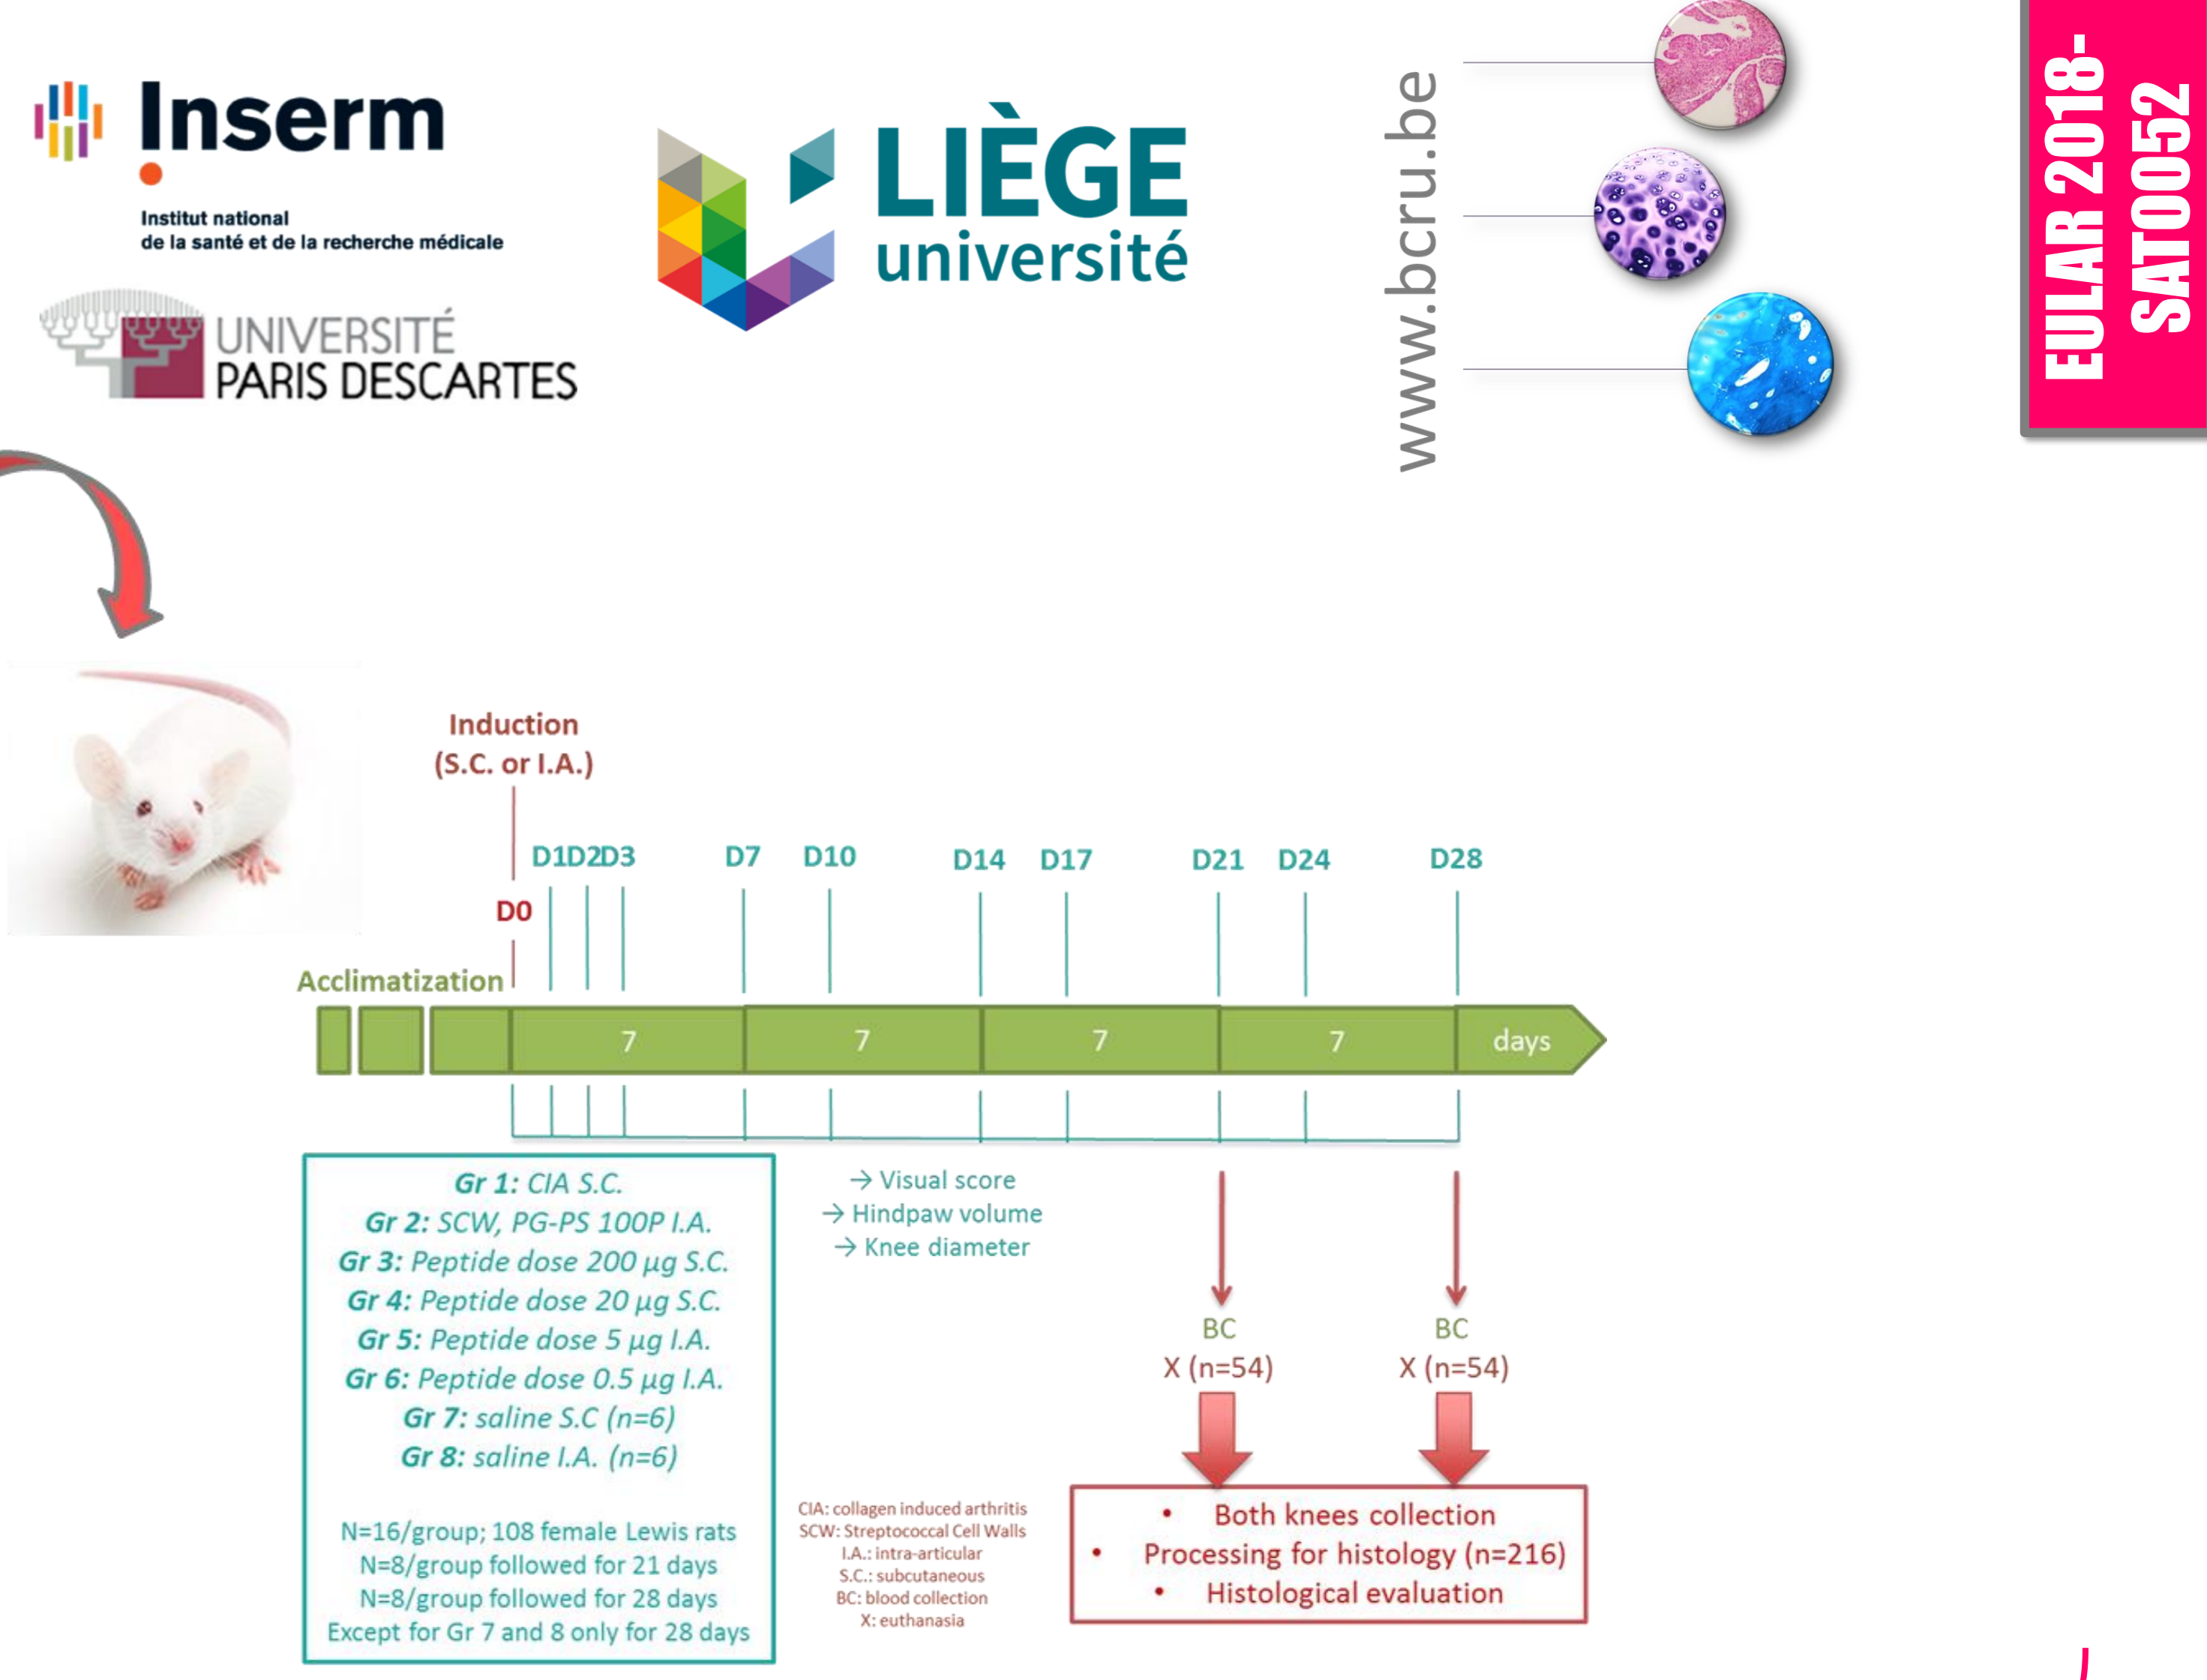 Inserm
Institut national
de la santé et de la recherche médicale
UNIVERSITÉ
PARIS DESCARTES
LIÈGE
université
www.bcru.be
EULAR 2018-
SAT0052
Induction
(S.C. or I.A.)
D1D2D3 D7 D10 D14 D17 D21 D24 D28
D0
Acclimatization
7 7 7 7 days
Gr 1: CIA S.C.
Gr 2: SCW, PG-PS 100P I.A.
Gr 3: Peptide dose 200 µg S.C.
Gr 4: Peptide dose 20 µg S.C.
Gr 5: Peptide dose 5 µg I.A.
Gr 6: Peptide dose 0.5 µg I.A.
Gr 7: saline S.C (n=6)
Gr 8: saline I.A. (n=6)
N=16/group; 108 female Lewis rats
N=8/group followed for 21 days
N=8/group followed for 28 days
Except for Gr 7 and 8 only for 28 days
→ Visual score
→ Hindpaw volume
→ Knee diameter
CIA: collagen induced arthritis
SCW: Streptococcal Cell Walls
I.A.: intra-articular
S.C.: subcutaneous
BC: blood collection
X: euthanasia
BC BC
X (n=54) X (n=54)
• Both knees collection
• Processing for histology (n=216)
• Histological evaluation